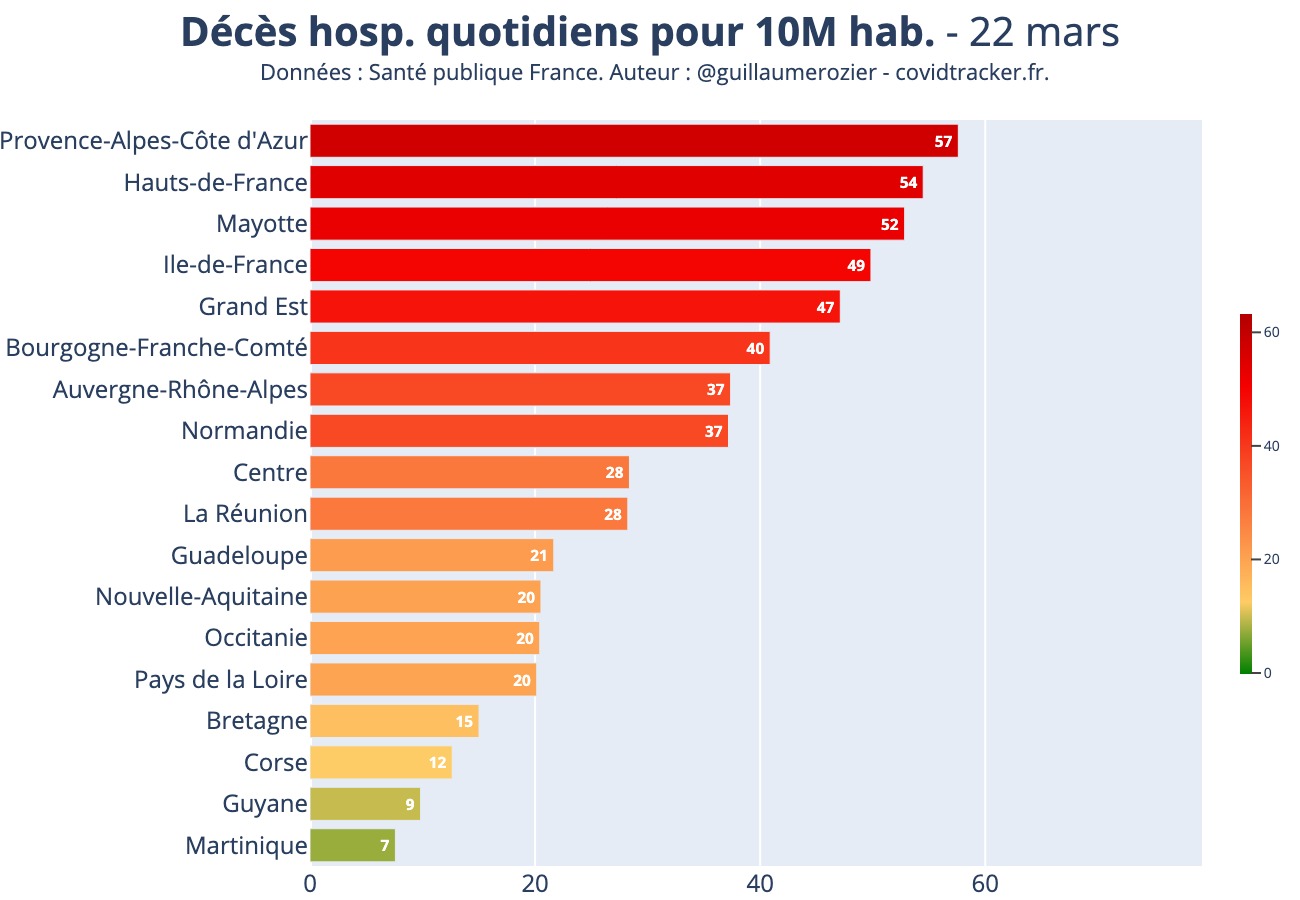 Décès hosp. quotidiens pour 10M hab. - 22 mars
Données : Santé publique France. Auteur : @guillaumerozier - covidtracker.fr.
Provence-Alpes-Côte d'Azur 57
Hauts-de-France 54
Mayotte 52
Ile-de-France 49
Grand Est 47
Bourgogne-Franche-Comté 40
Auvergne-Rhône-Alpes 37
Normandie 37
Centre 28
La Réunion 28
Guadeloupe 21
Nouvelle-Aquitaine 20
Occitanie 20
Pays de la Loire 20
Bretagne 15
Corse 12
Guyane 9
Martinique 7
0 20 40 60
60
40
20
0